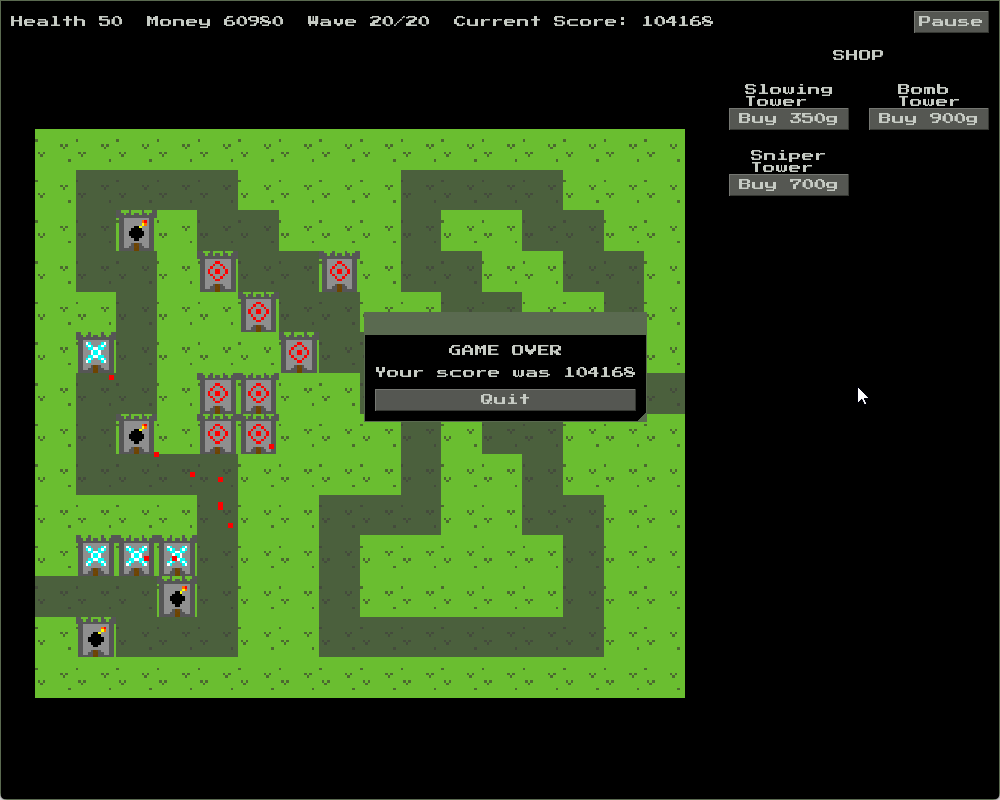 Health 50 Money 60980 Wave 20/20 Current Score: 104168
Pause
SHOP
Slowing
Tower
Buy 350g
Bomb
Tower
Buy 900g
Sniper
Tower
Buy 700g
GAME OVER
Your score was 104168
Quit